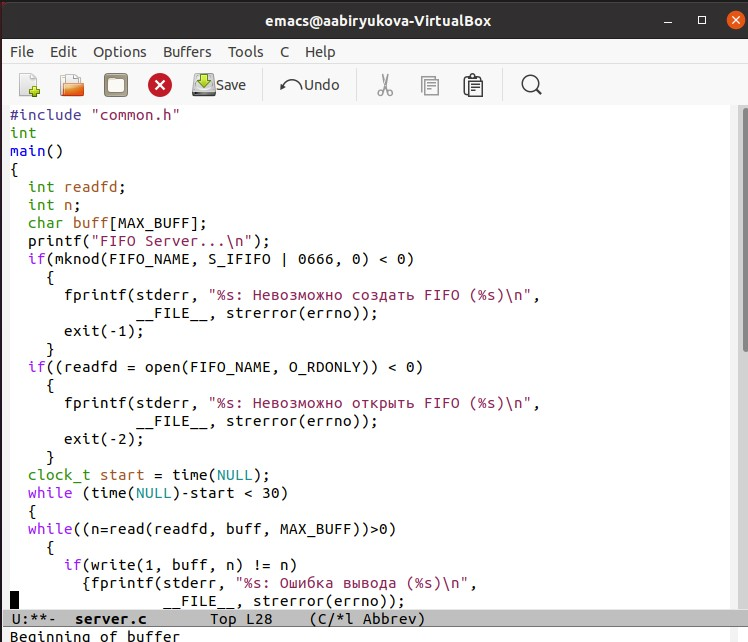 emacs@aabiryukova-VirtualBox
File Edit Options Buffers Tools C Help
Save Undo
#include "common.h"
int
main()
{
  int readfd;
  int n;
  char buff[MAX_BUFF];
  printf("FIFO Server...\n");
  if(mknod(FIFO_NAME, S_IFIFO | 0666, 0) < 0)
    {
      fprintf(stderr, "%s: Невозможно создать FIFO (%s)\n",
              __FILE__, strerror(errno));
      exit(-1);
    }
  if((readfd = open(FIFO_NAME, O_RDONLY)) < 0)
    {
      fprintf(stderr, "%s: Невозможно открыть FIFO (%s)\n",
              __FILE__, strerror(errno));
      exit(-2);
    }
  clock_t start = time(NULL);
  while (time(NULL)-start < 30)
  {
  while((n=read(readfd, buff, MAX_BUFF))>0)
    {
      if(write(1, buff, n) != n)
        {fprintf(stderr, "%s: Ошибка вывода (%s)\n",
                 __FILE__, strerror(errno));
U:**-  server.c       Top L28    (C/*l Abbrev)
Beginning of buffer